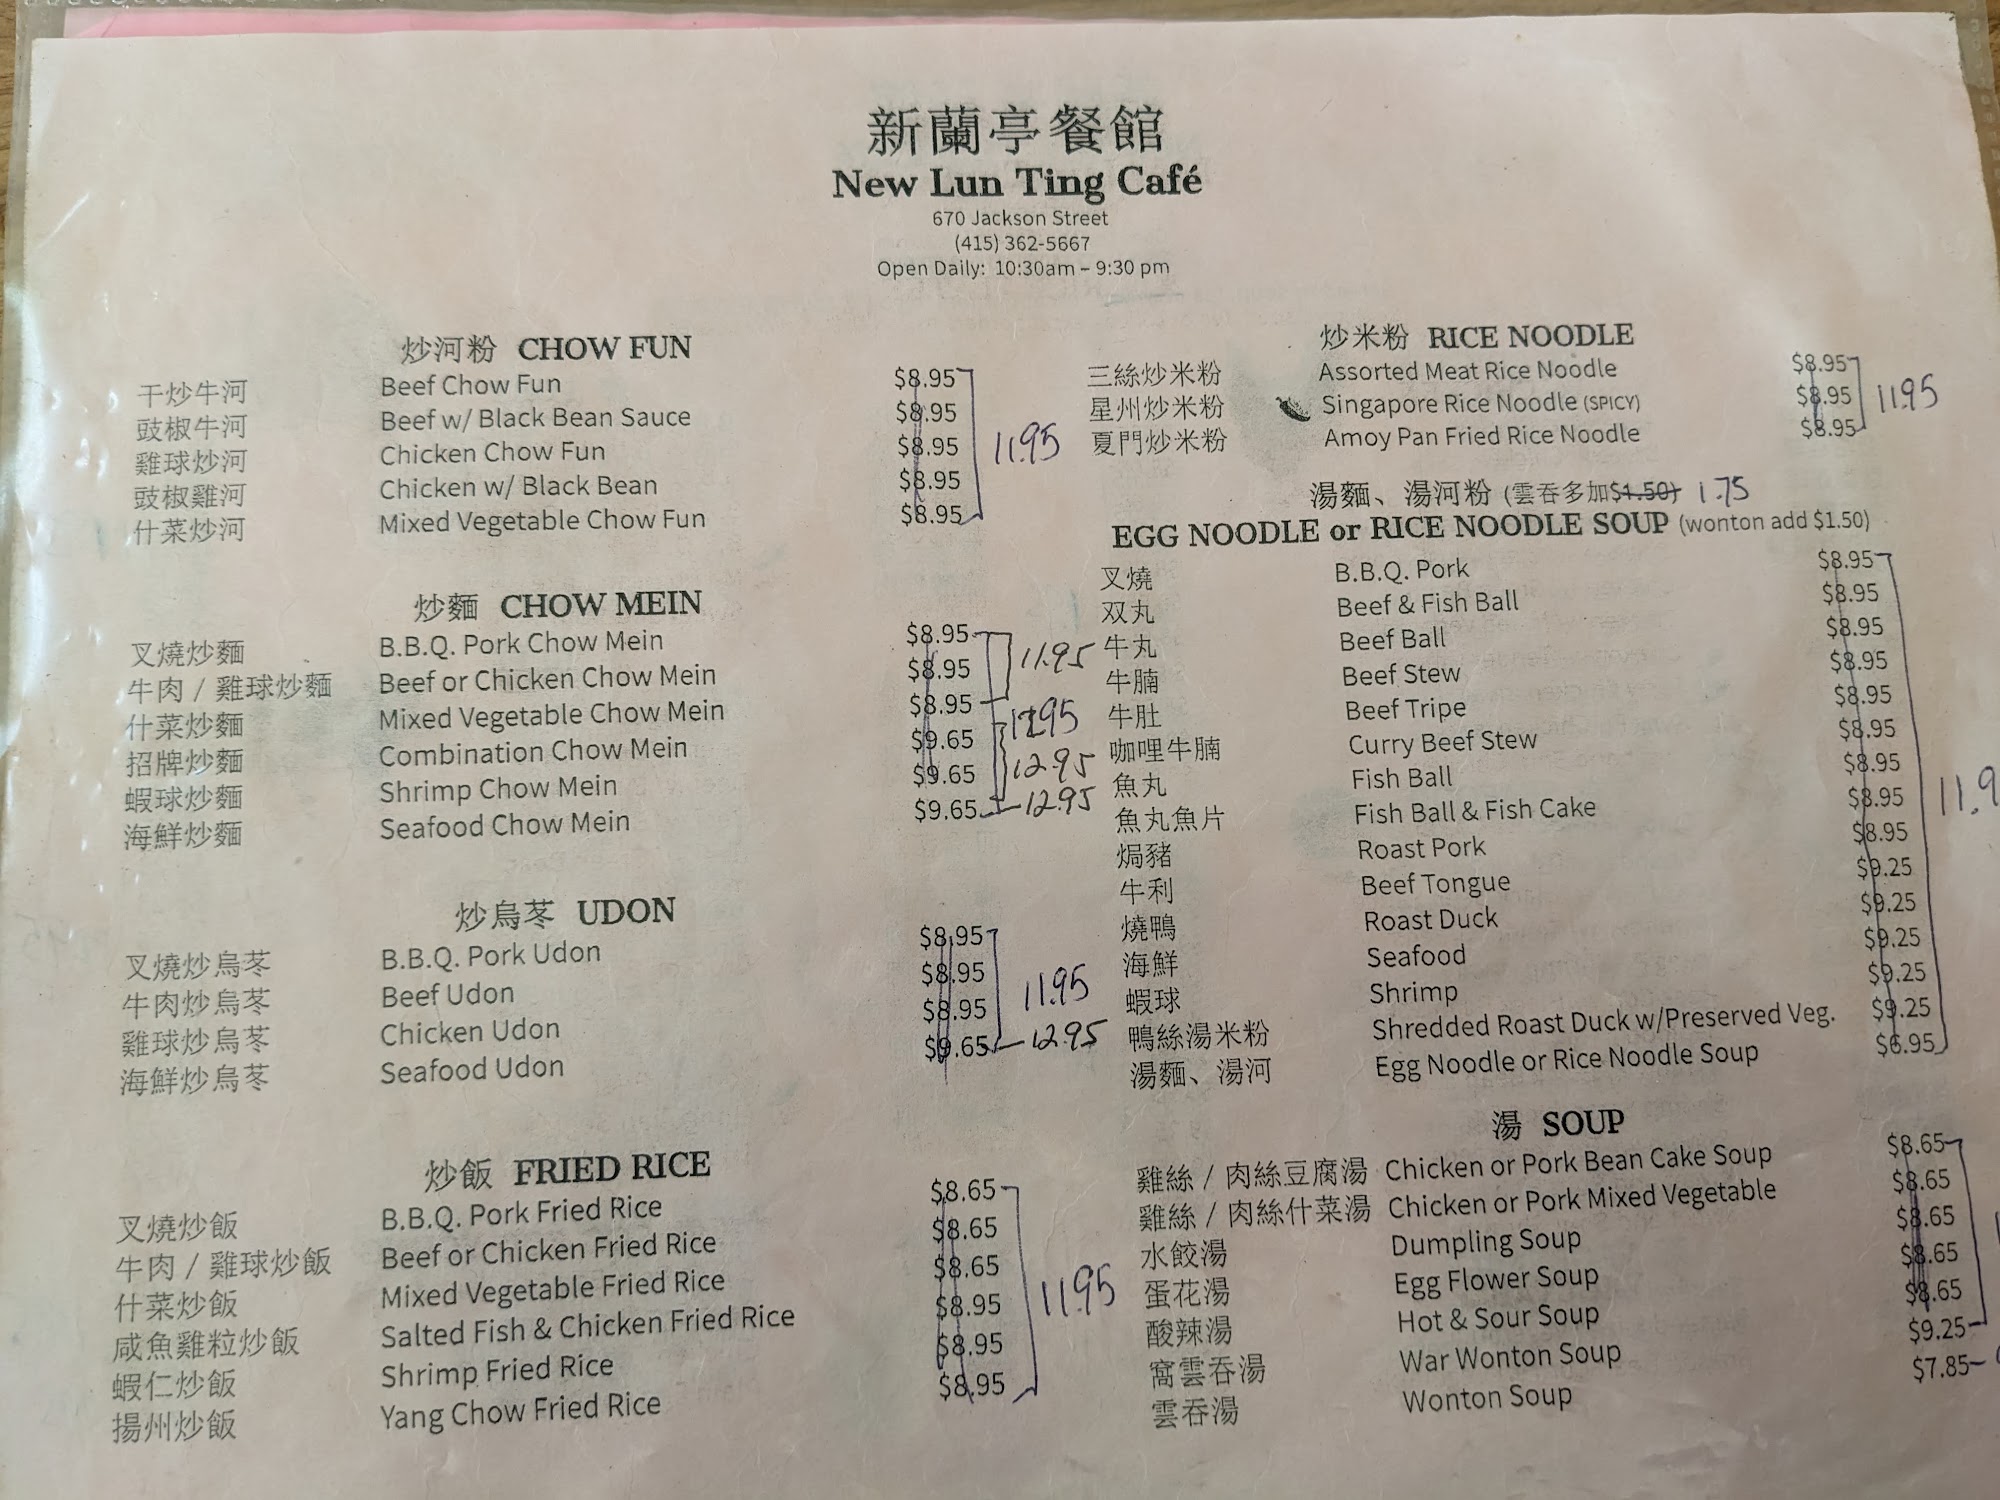 新蘭亭餐館
New Lun Ting Café
670 Jackson Street
(415) 362-5667
Open Daily: 10:30am – 9:30 pm
炒河粉 CHOW FUN
干炒牛河 Beef Chow Fun $8.95
豉椒牛河 Beef w/ Black Bean Sauce $8.95
雞球炒河 Chicken Chow Fun $8.95 11.95
豉椒雞河 Chicken w/ Black Bean $8.95
什菜炒河 Mixed Vegetable Chow Fun $8.95
炒麵 CHOW MEIN
叉燒炒麵 B.B.Q. Pork Chow Mein $8.95
牛肉 / 雞球炒麵 Beef or Chicken Chow Mein $8.95 11.95
什菜炒麵 Mixed Vegetable Chow Mein $8.95
招牌炒麵 Combination Chow Mein $9.65
蝦球炒麵 Shrimp Chow Mein $9.65 12.95
海鮮炒麵 Seafood Chow Mein $9.65 12.95
炒烏苳 UDON
叉燒炒烏苳 B.B.Q. Pork Udon $8.95
牛肉炒烏苳 Beef Udon $8.95 11.95
雞球炒烏苳 Chicken Udon $8.95
海鮮炒烏苳 Seafood Udon $9.65 12.95
炒飯 FRIED RICE
叉燒炒飯 B.B.Q. Pork Fried Rice $8.65
牛肉 / 雞球炒飯 Beef or Chicken Fried Rice $8.65
什菜炒飯 Mixed Vegetable Fried Rice $8.65
咸魚雞粒炒飯 Salted Fish & Chicken Fried Rice $8.95 11.95
蝦仁炒飯 Shrimp Fried Rice $8.95
揚州炒飯 Yang Chow Fried Rice $8.95
炒米粉 RICE NOODLE
三絲炒米粉 Assorted Meat Rice Noodle $8.95
星州炒米粉 Singapore Rice Noodle (SPICY) $8.95 11.95
夏門炒米粉 Amoy Pan Fried Rice Noodle $8.95
湯麵、湯河粉 (雲吞多加$1.50) 1.75
EGG NOODLE or RICE NOODLE SOUP (wonton add $1.50)
叉燒 B.B.Q. Pork $8.95
双丸 Beef & Fish Ball $8.95
牛丸 Beef Ball $8.95
牛腩 Beef Stew $8.95
牛肚 Beef Tripe $8.95
咖哩牛腩 Curry Beef Stew $8.95
魚丸 Fish Ball $8.95
魚丸魚片 Fish Ball & Fish Cake $8.95 11.9
焗豬 Roast Pork $8.95
牛利 Beef Tongue $9.25
燒鴨 Roast Duck $9.25
海鮮 Seafood $9.25
蝦球 Shrimp $9.25
鴨絲湯米粉 Shredded Roast Duck w/Preserved Veg. $9.25
湯麵、湯河 Egg Noodle or Rice Noodle Soup $6.95
湯 SOUP
雞絲 / 肉絲豆腐湯 Chicken or Pork Bean Cake Soup $8.65
雞絲 / 肉絲什菜湯 Chicken or Pork Mixed Vegetable $8.65
水餃湯 Dumpling Soup $8.65
蛋花湯 Egg Flower Soup $8.65
酸辣湯 Hot & Sour Soup $8.65
窩雲吞湯 War Wonton Soup $9.25
雲吞湯 Wonton Soup $7.85